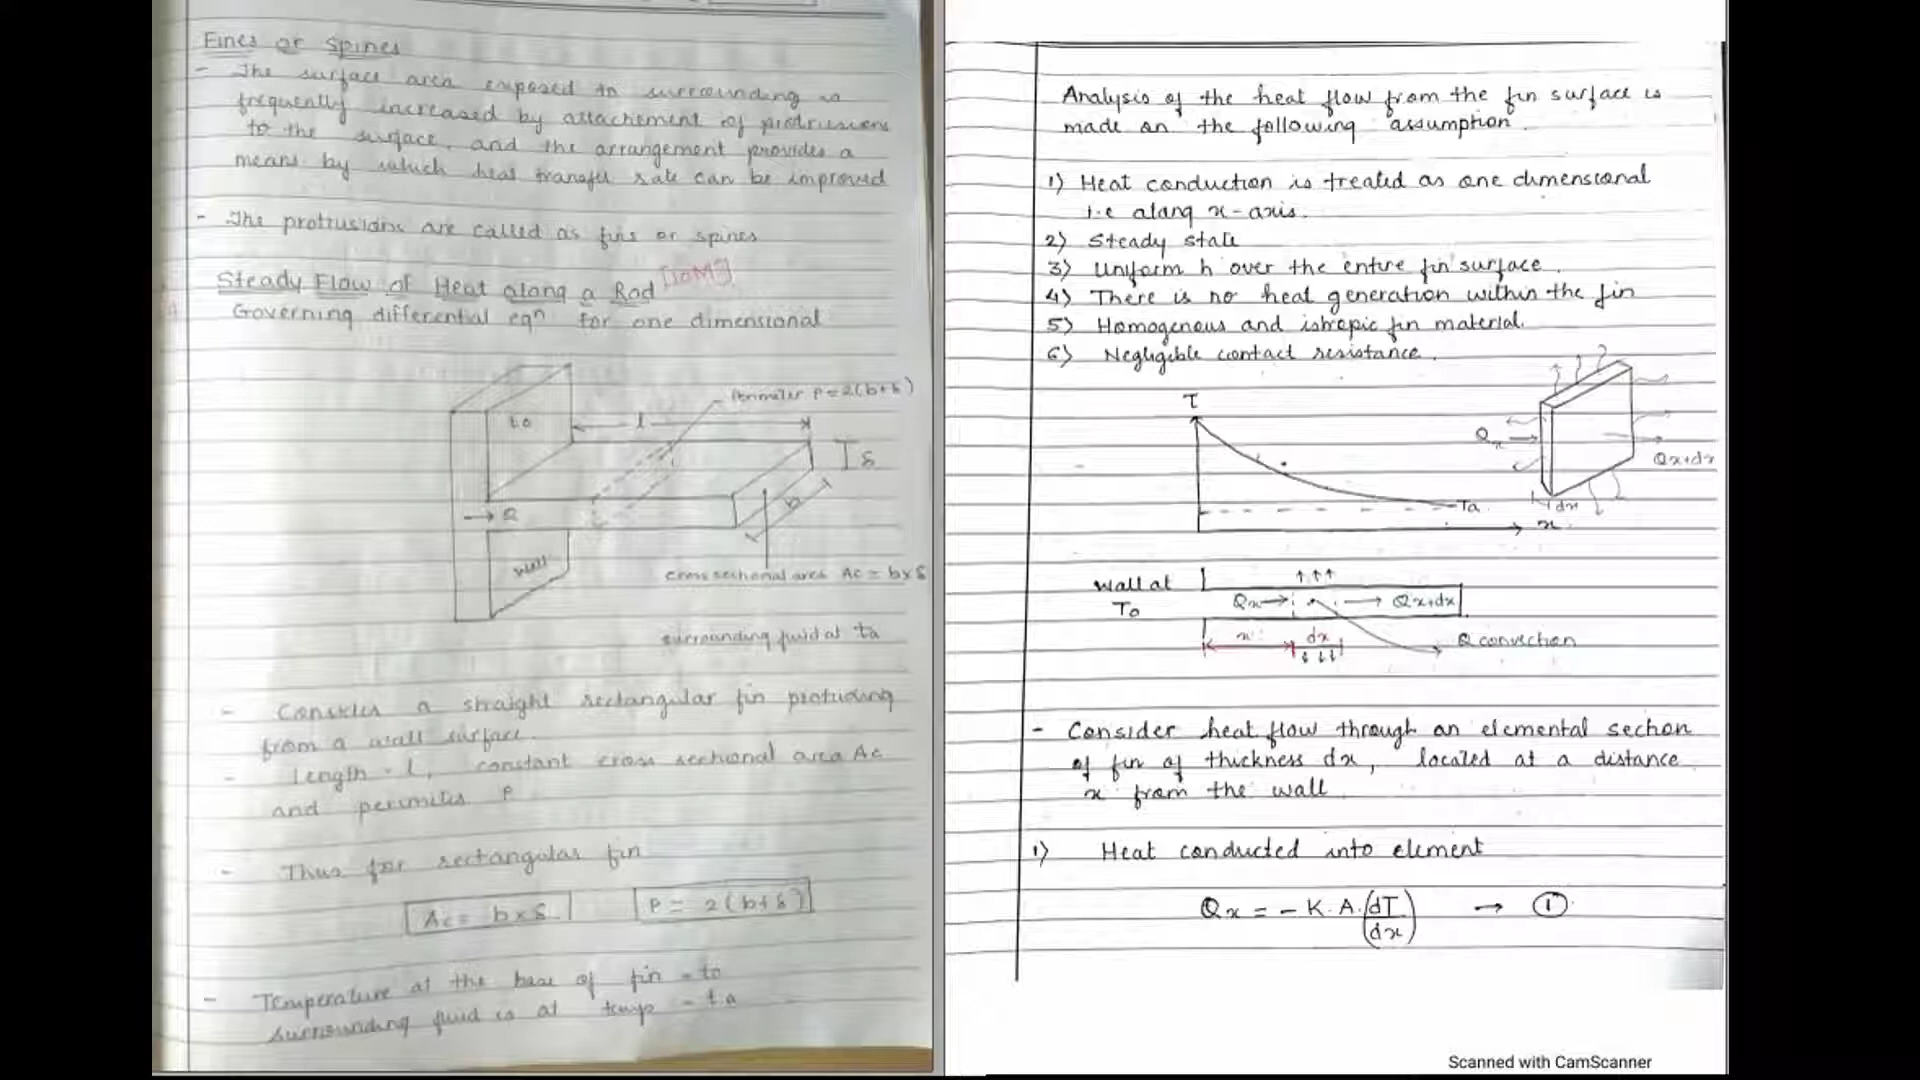 Fines or Spines
- The surface area exposed to surrounding is
frequently increased by attachement of protrusions
to the surface, and the arrangement provides a
means by which heat transfer rate can be improved
- The protrusions are called as fins or spines
Steady Flow of Heat along a Rod [10M]
Governing differential eqn for one dimensional
Perimeter P=2(b+δ)
to
l
δ
b
→ Q
wall
cross sectional area Ac = b×δ
surrounding fluid at ta
- Consider a straight rectangular fin protuding
from a wall surface.
- Length - l, constant cross sectional area Ac
and perimiter P
- Thus for rectangular fin
Ac = b×δ P = 2(b+δ)
- Temperature at the base of fin - to
surrounding fluid is at temp - ta
Analysis of the heat flow from the fin surface is
made on the following assumption.
1) Heat conduction is treated as one dimensional
i.e along x-axis.
2) Steady state
3) Uniform h over the entire fin surface.
4) There is no heat generation within the fin
5) Homogenous and istropic fin material.
6) Negligible contact resistance.
T
Ta
x
Qx
Qx+dx
dx
wall at
To
Qx → → Qx+dx
x dx
Q convection
- Consider heat flow through an elemental section
of fin of thickness dx, located at a distance
x from the wall
1) Heat conducted into element
Qx = - K. A. (dT/dx) → ①
Scanned with CamScanner